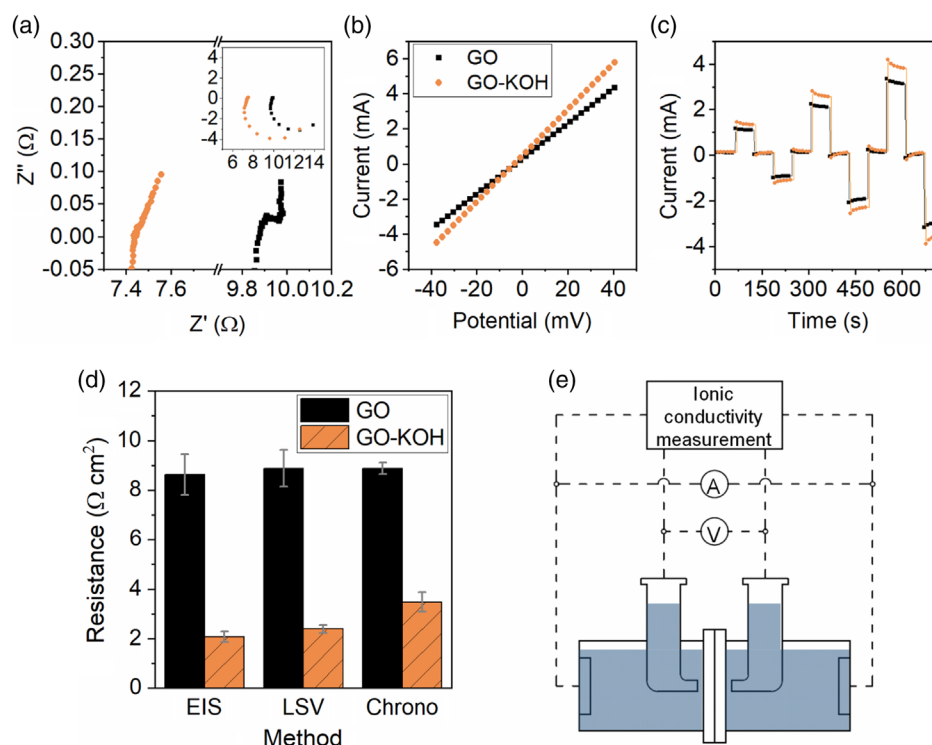 (a)
0.30
0.25
0.20
0.15
0.10
0.05
0.00
-0.05
Z'' (Ω)
4
3
2
1
0
-1
-2
-3
-4
6 8 10 12 14
7.4 7.6 9.8 10.0 10.2
Z' (Ω)
(b)
GO
GO-KOH
6
4
2
0
-2
-4
-6
Current (mA)
-40 -20 0 20 40
Potential (mV)
(c)
4
2
0
-2
-4
Current (mA)
0 150 300 450 600
Time (s)
(d)
GO
GO-KOH
12
10
8
6
4
2
0
Resistance (Ω cm²)
EIS LSV Chrono
Method
(e)
Ionic
conductivity
measurement
A
V